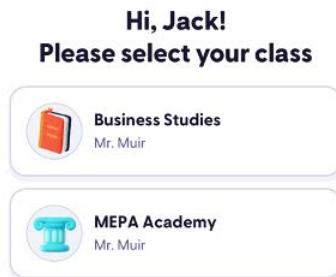 Hi, Jack!
Please select your class
Business Studies
Mr. Muir
MEPA Academy
Mr. Muir